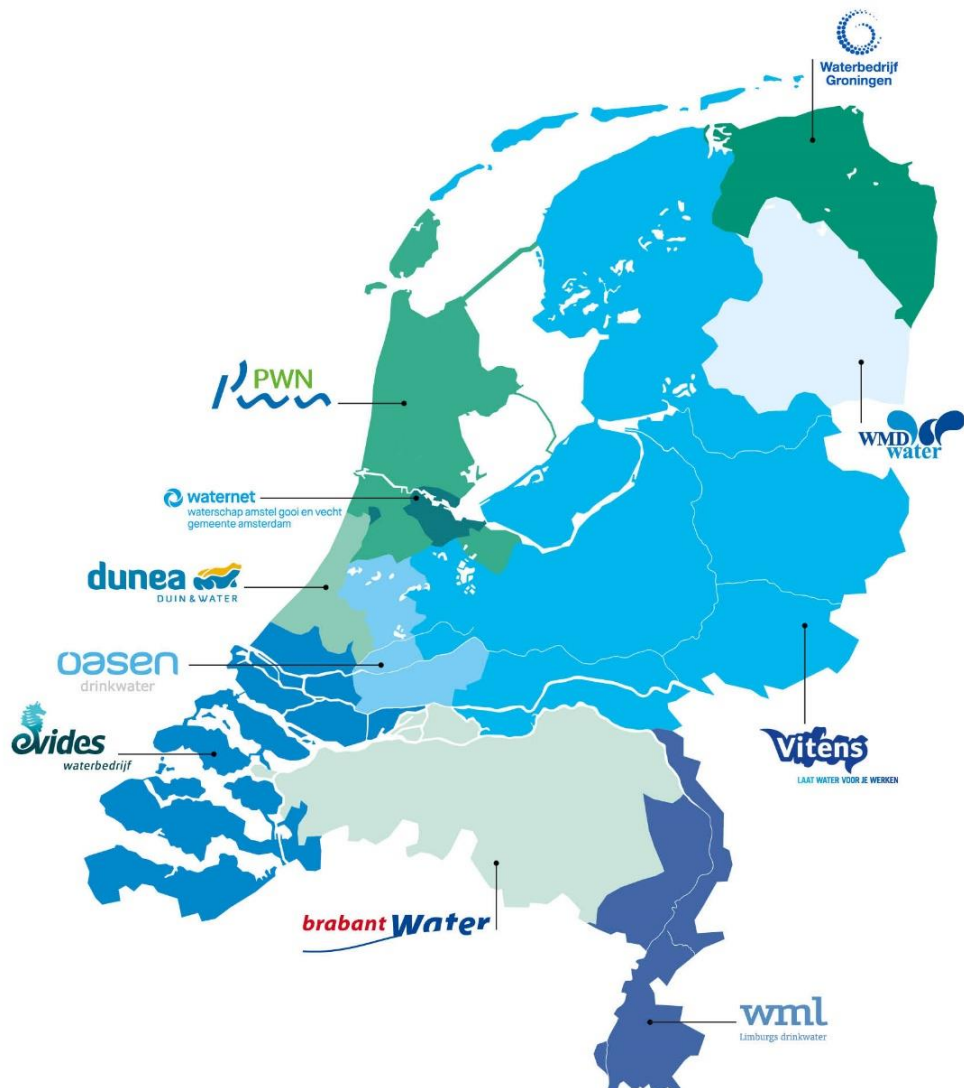 Waterbedrijf
Groningen
PWN
WMD
water
waternet
waterschap amstel gooi en vecht
gemeente amsterdam
dunea
DUIN & WATER
oasen
drinkwater
evides
waterbedrijf
Vitens
LAAT WATER VOOR JE WERKEN
brabant Water
wml
Limburgs drinkwater